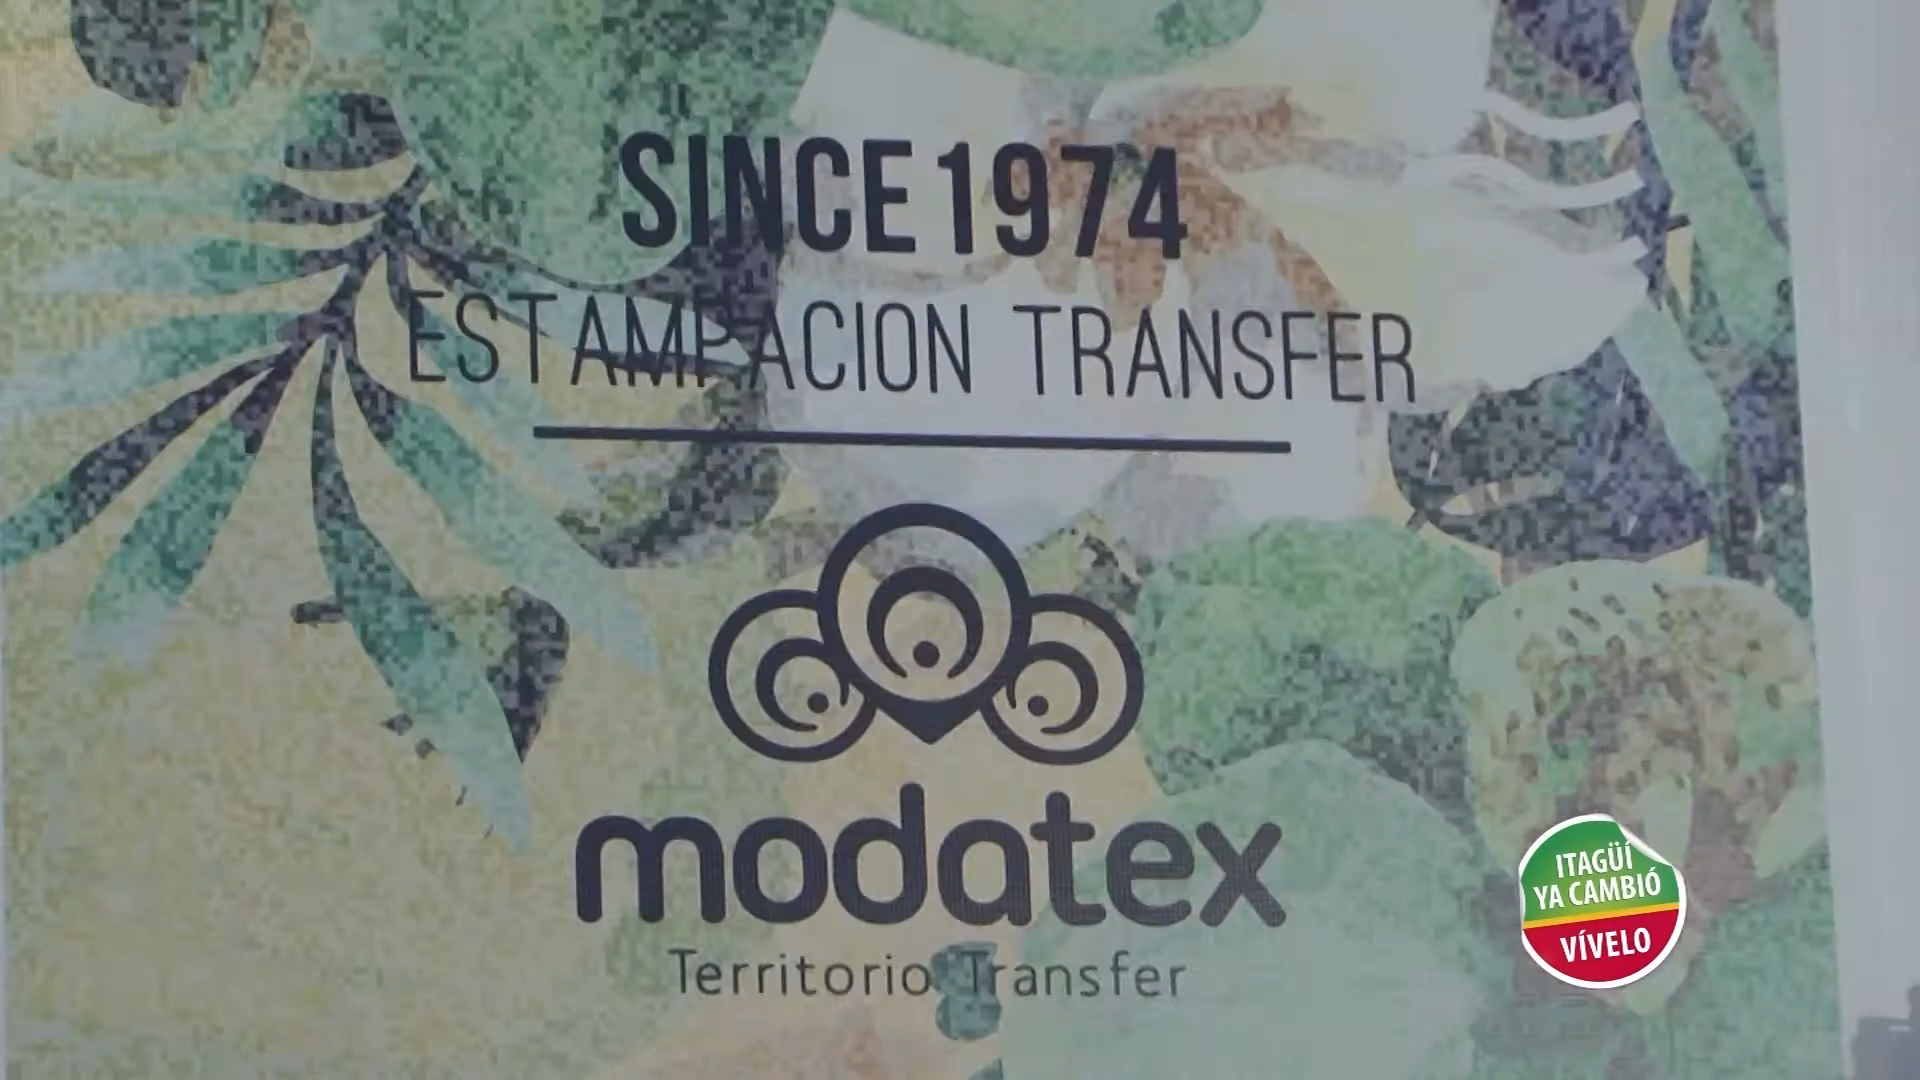 SINCE 1974
ESTAMPACION TRANSFER
modatex
Territorio Transfer
ITAGÜÍ
YA CAMBIÓ
VÍVELO